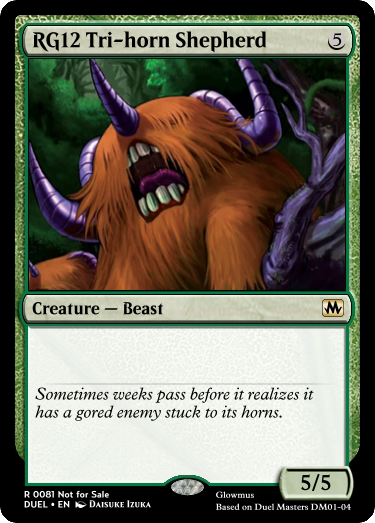 RG12 Tri-horn Shepherd 5
Creature — Beast
Sometimes weeks pass before it realizes it
has a gored enemy stuck to its horns.
5/5
R 0081 Not for Sale
DUEL • EN Daisuke Izuka
Glowmus
Based on Duel Masters DM01-04